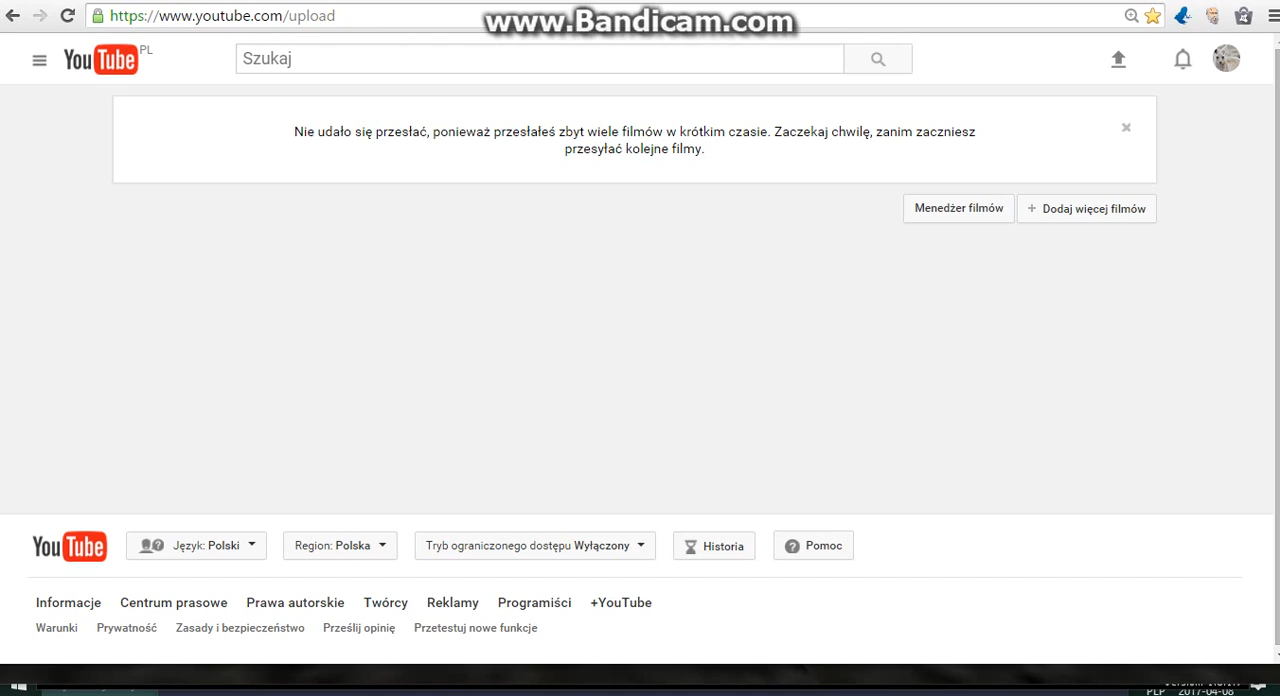 https://www.youtube.com/upload
www.Bandicam.com
YouTube PL
Szukaj
Nie udało się przesłać, ponieważ przesłałeś zbyt wiele filmów w krótkim czasie. Zaczekaj chwilę, zanim zaczniesz
przesyłać kolejne filmy.
Menedżer filmów
+ Dodaj więcej filmów
YouTube
Język: Polski
Region: Polska
Tryb ograniczonego dostępu Wyłączony
Historia
Pomoc
Informacje Centrum prasowe Prawa autorskie Twórcy Reklamy Programiści +YouTube
Warunki Prywatność Zasady i bezpieczeństwo Prześlij opinię Przetestuj nowe funkcje
PLP 2017-04-08